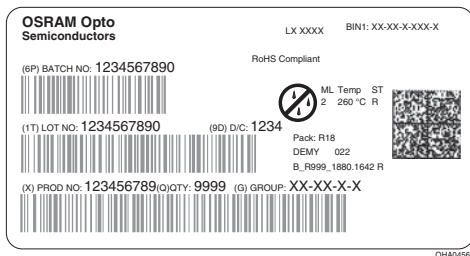 OSRAM Opto
Semiconductors
LX XXXX
BIN1: XX-XX-X-XXX-X
RoHS Compliant
(6P) BATCH NO: 1234567890
ML Temp ST
2 260 °C R
(1T) LOT NO: 1234567890 (9D) D/C: 1234
Pack: R18
DEMY 022
B_R999_1880.1642 R
(X) PROD NO: 123456789(Q)QTY: 9999 (G) GROUP: XX-XX-X-X
OHA04563